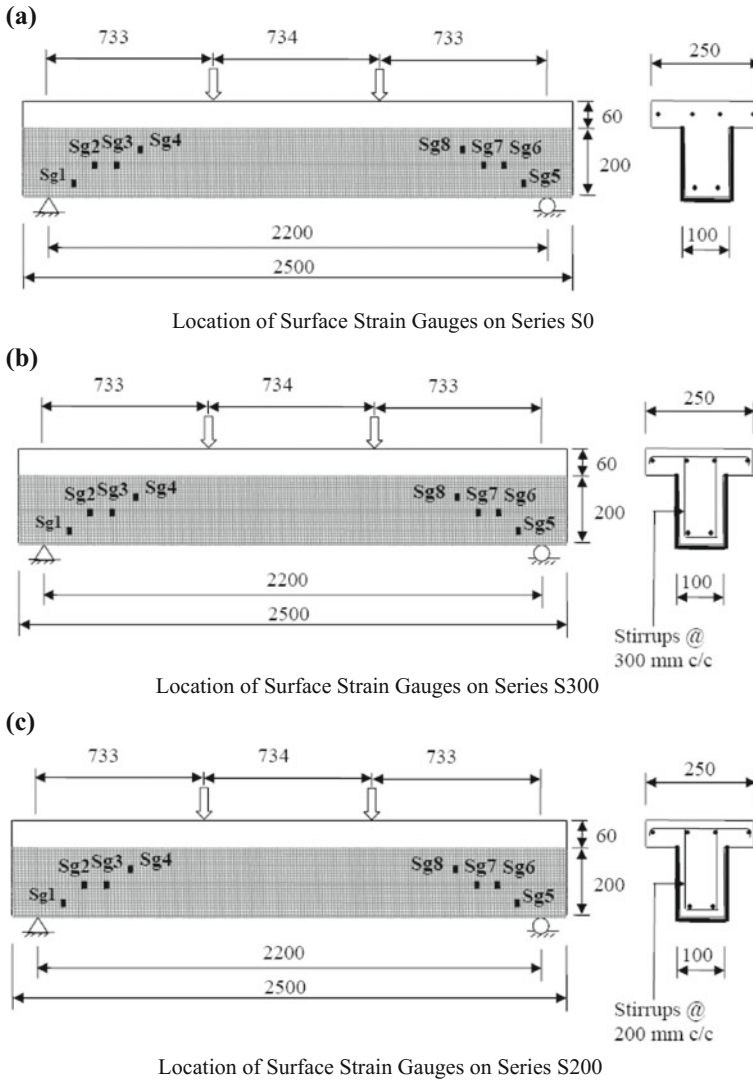 (a)
733 734 733 250
60
Sg2 Sg3 Sg4 Sg8 Sg7 Sg6
200
Sg1 Sg5
2200 100
2500
Location of Surface Strain Gauges on Series S0
(b)
733 734 733 250
60
Sg2 Sg3 Sg4 Sg8 Sg7 Sg6
200
Sg1 Sg5
2200 100
2500
Stirrups @
300 mm c/c
Location of Surface Strain Gauges on Series S300
(c)
733 734 733 250
60
Sg2 Sg3 Sg4 Sg8 Sg7 Sg6
200
Sg1 Sg5
2200 100
2500
Stirrups @
200 mm c/c
Location of Surface Strain Gauges on Series S200